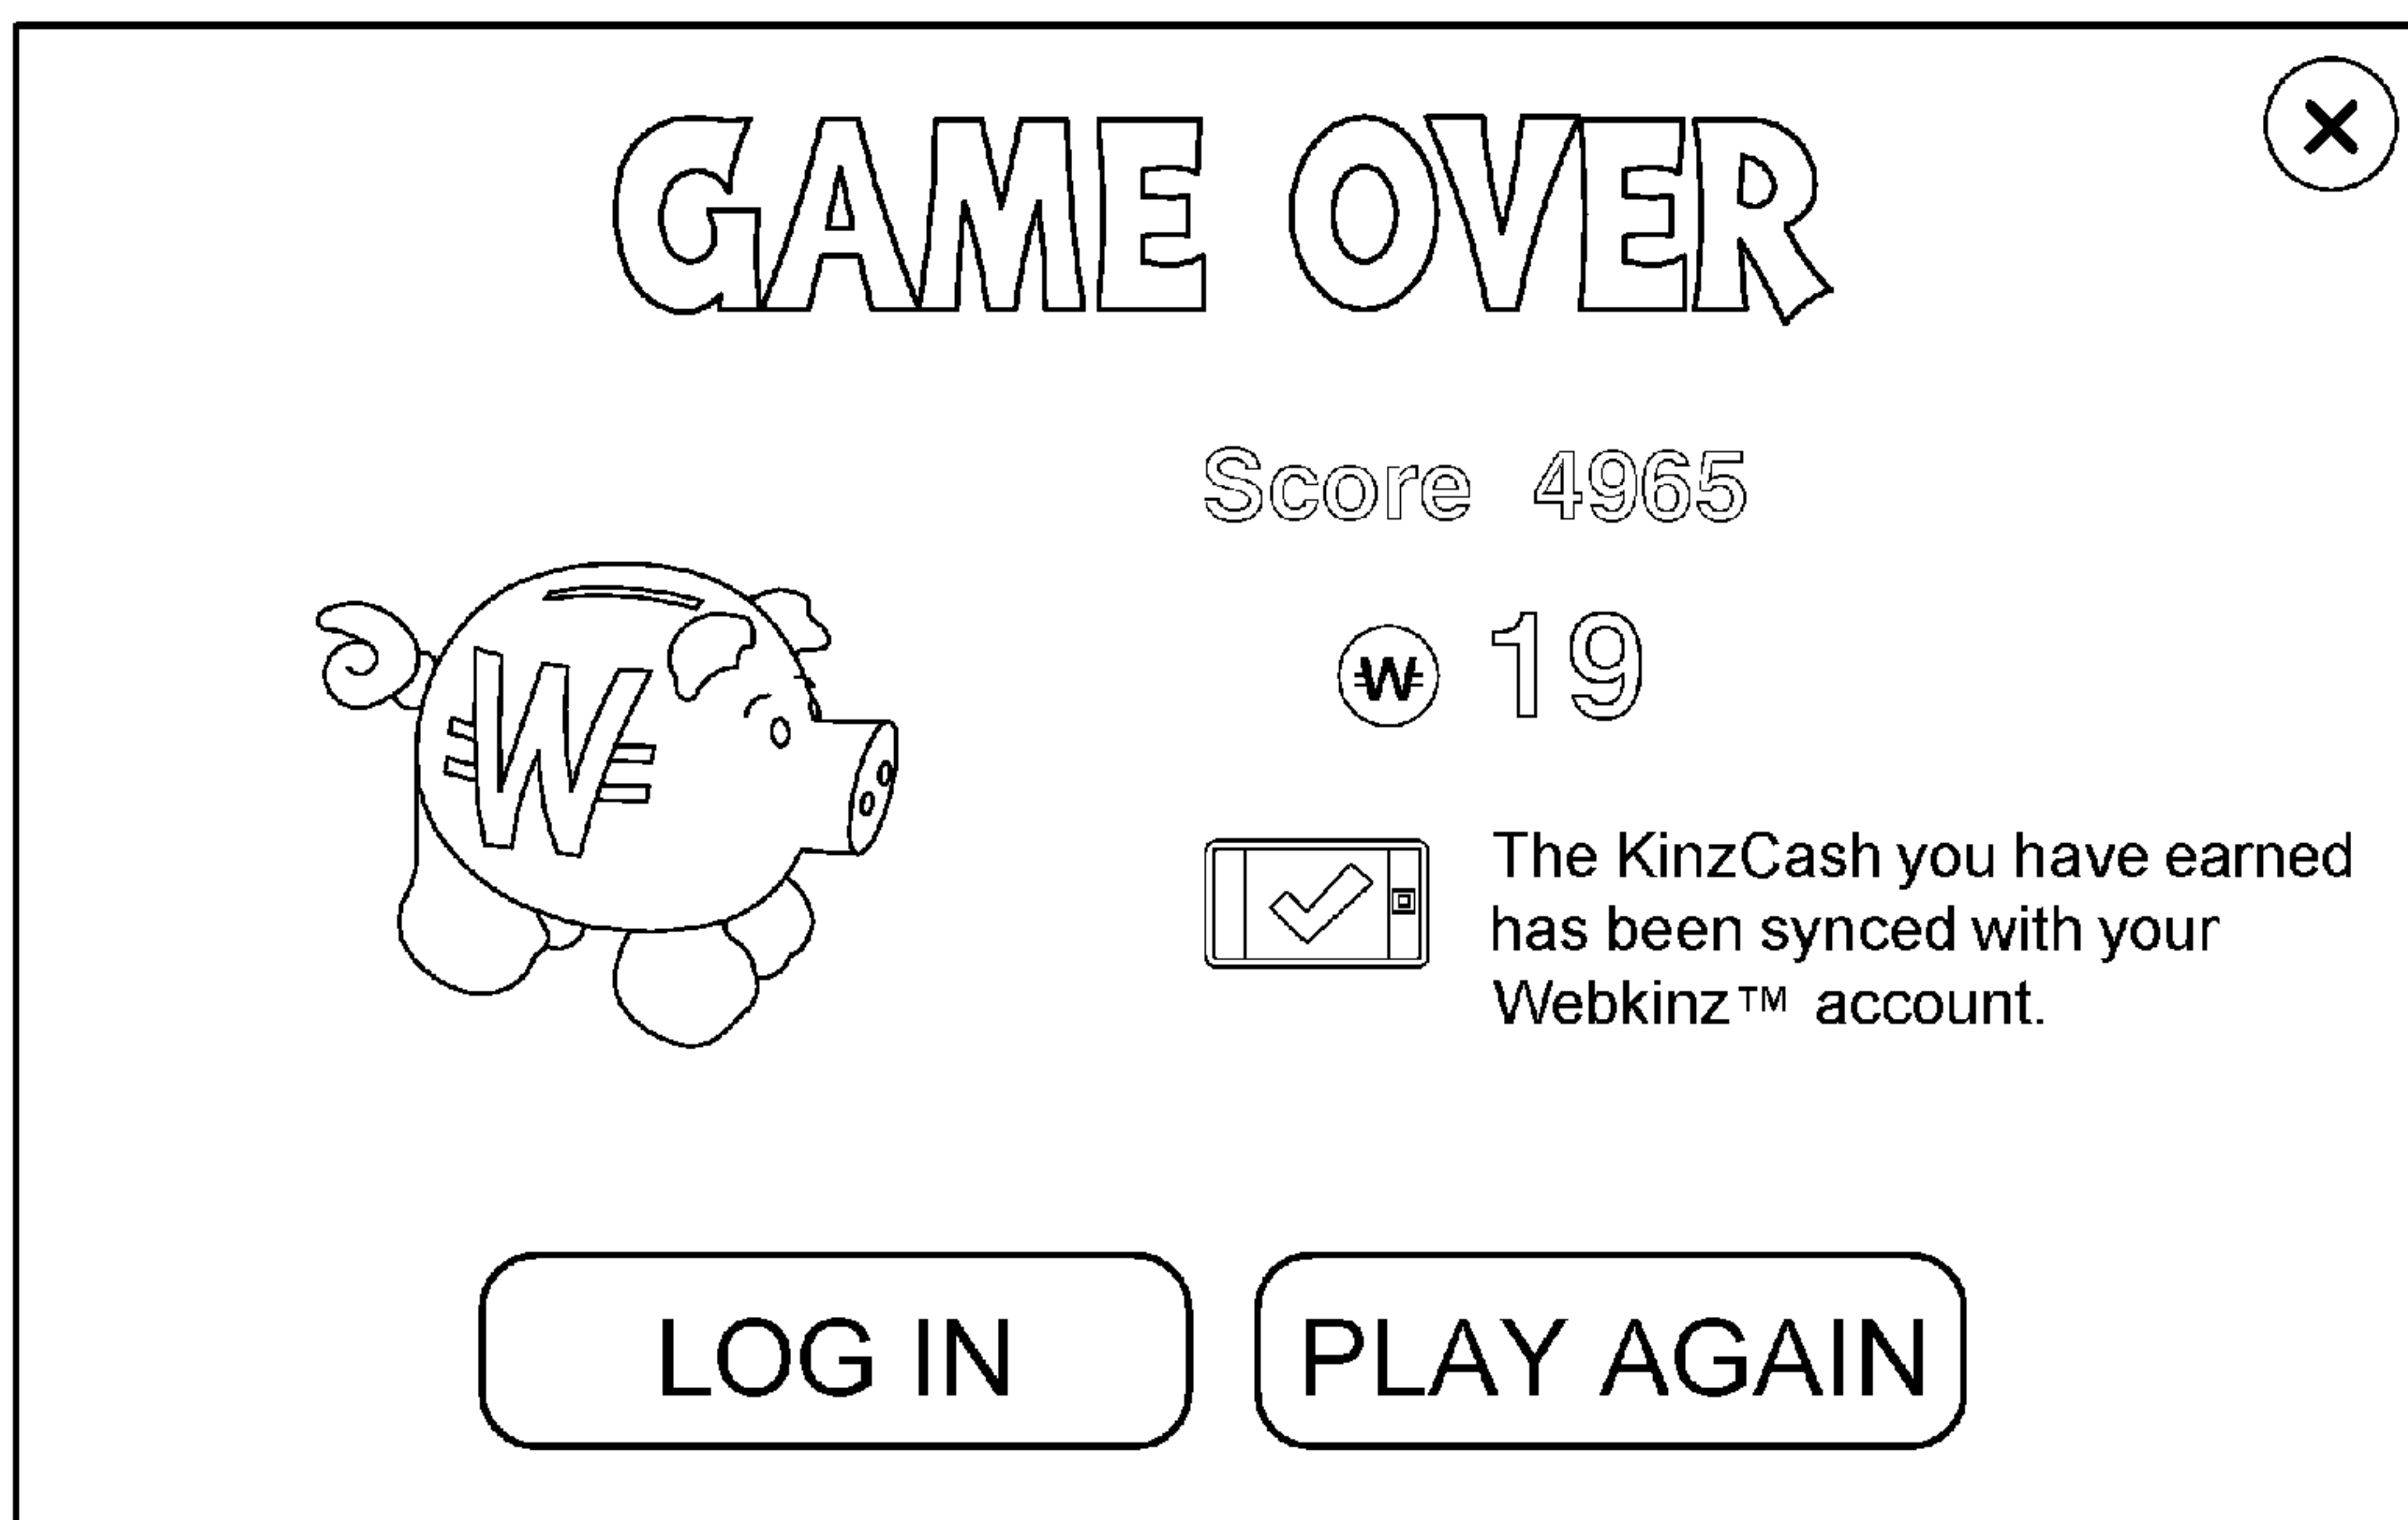 GAME OVER
Score 4965
₩ 19
₩
The KinzCash you have earned
has been synced with your
Webkinz™ account.
LOG IN
PLAY AGAIN